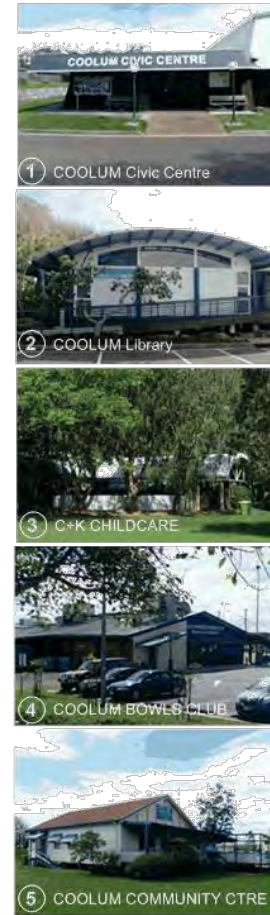 COOLUM CIVIC CENTRE
1 COOLUM Civic Centre
2 COOLUM Library
3 C+K CHILDCARE
4 COOLUM BOWLS CLUB
5 COOLUM COMMUNITY CTRE